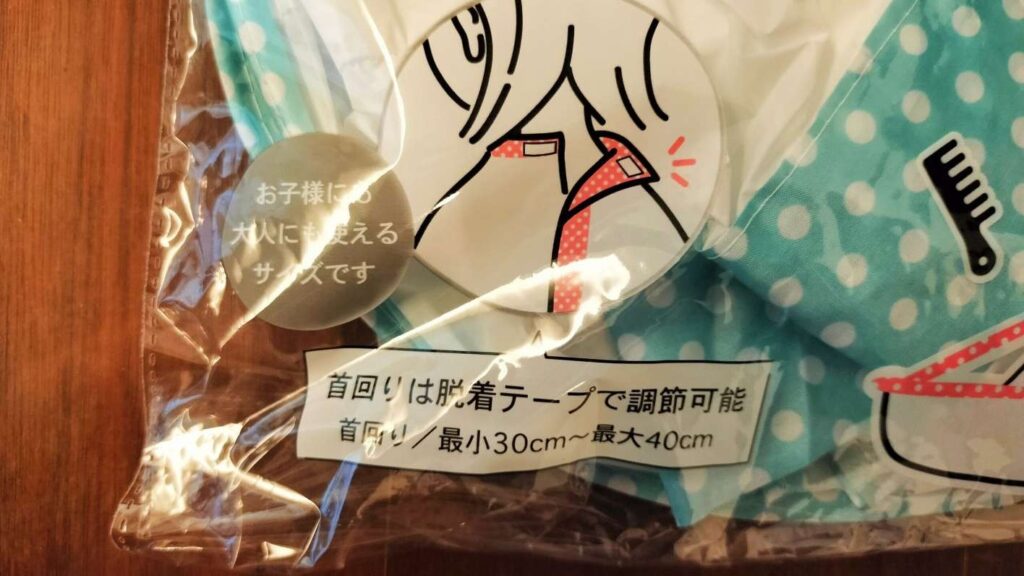 お子様にも
大人にも使える
サイズです
首回りは脱着テープで調節可能
首回り／最小30cm〜最大40cm